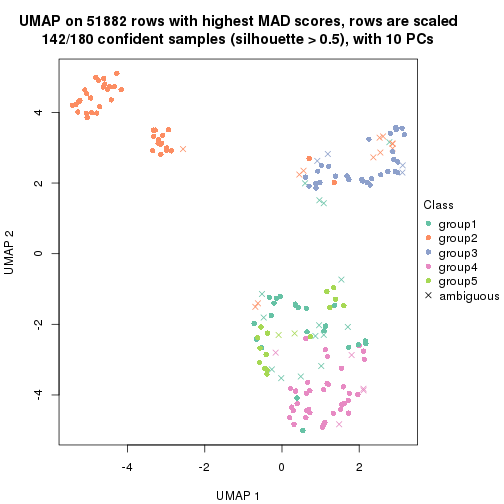 UMAP on 51882 rows with highest MAD scores, rows are scaled
142/180 confident samples (silhouette > 0.5), with 10 PCs
4
2
0
-2
-4
UMAP 2
-4
-2
0
2
UMAP 1
Class
group1
group2
group3
group4
group5
ambiguous